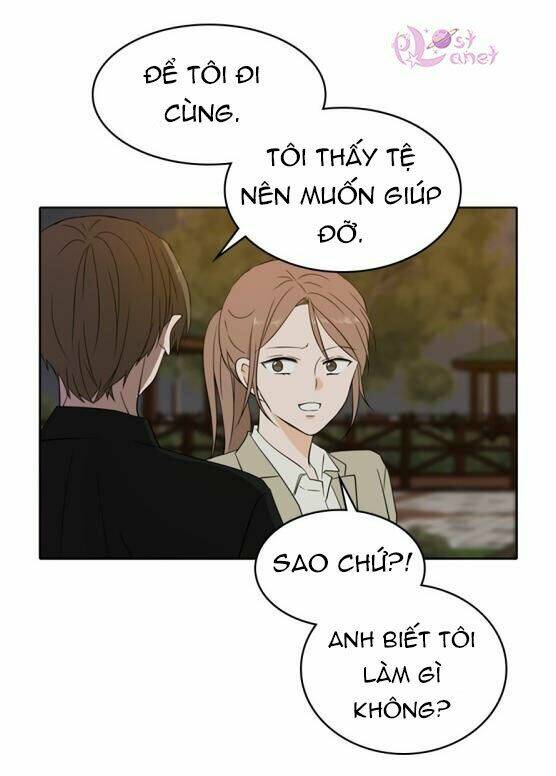 Lost
Planet
ĐỂ TÔI ĐI
CÙNG.
TÔI THẤY TỆ
NÊN MUỐN GIÚP
ĐỠ.
SAO CHỨ?!
ANH BIẾT TÔI
LÀM GÌ
KHÔNG?